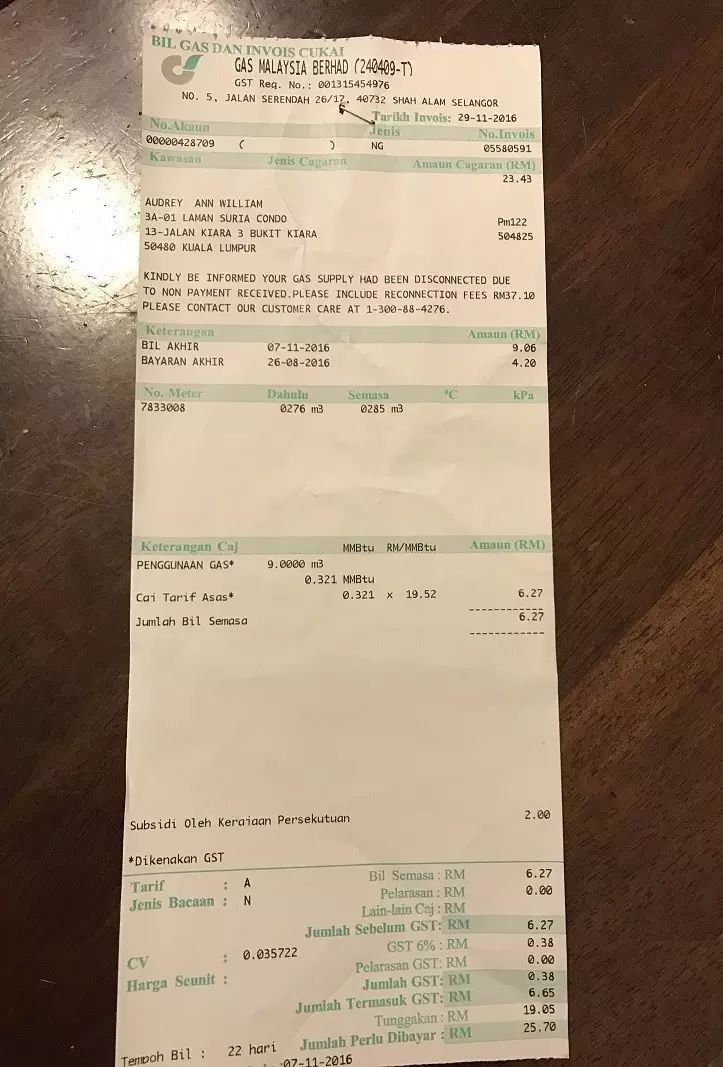 BIL GAS DAN INVOIS CUKAI
GAS MALAYSIA BERHAD (240409-T)
GST Reg. No.: 001315454976
NO. 5, JALAN SERENDAH 26/17, 40732 SHAH ALAM SELANGOR
Tarikh Invois: 29-11-2016
No.Akaun Jenis No.Invois
00000428709 ( ) NG 05580591
Kawasan Jenis Cagaran Amaun Cagaran (RM)
23.43
AUDREY ANN WILLIAM
3A-01 LAMAN SURIA CONDO Pm122
13-JALAN KIARA 3 BUKIT KIARA 504825
50480 KUALA LUMPUR
KINDLY BE INFORMED YOUR GAS SUPPLY HAD BEEN DISCONNECTED DUE
TO NON PAYMENT RECEIVED.PLEASE INCLUDE RECONNECTION FEES RM37.10
PLEASE CONTACT OUR CUSTOMER CARE AT 1-300-88-4276.
Keterangan Amaun (RM)
BIL AKHIR 07-11-2016 9.06
BAYARAN AKHIR 26-08-2016 4.20
No. Meter Dahulu Semasa °C kPa
7833008 0276 m3 0285 m3
Keterangan Caj MMBtu RM/MMBtu Amaun (RM)
PENGGUNAAN GAS* 9.0000 m3
0.321 MMBtu
Caj Tarif Asas* 0.321 x 19.52 6.27
Jumlah Bil Semasa 6.27
Subsidi Oleh Kerajaan Persekutuan 2.00
*Dikenakan GST
Tarif : A Bil Semasa : RM 6.27
Jenis Bacaan : N Pelarasan : RM 0.00
Lain-lain Caj : RM
Jumlah Sebelum GST: RM 6.27
CV : 0.035722 GST 6% : RM 0.38
Harga Seunit : Pelarasan GST: RM 0.00
Jumlah GST: RM 0.38
Jumlah Termasuk GST: RM 6.65
Tunggakan : RM 19.05
Tempoh Bil : 22 hari Jumlah Perlu Dibayar : RM 25.70
07-11-2016